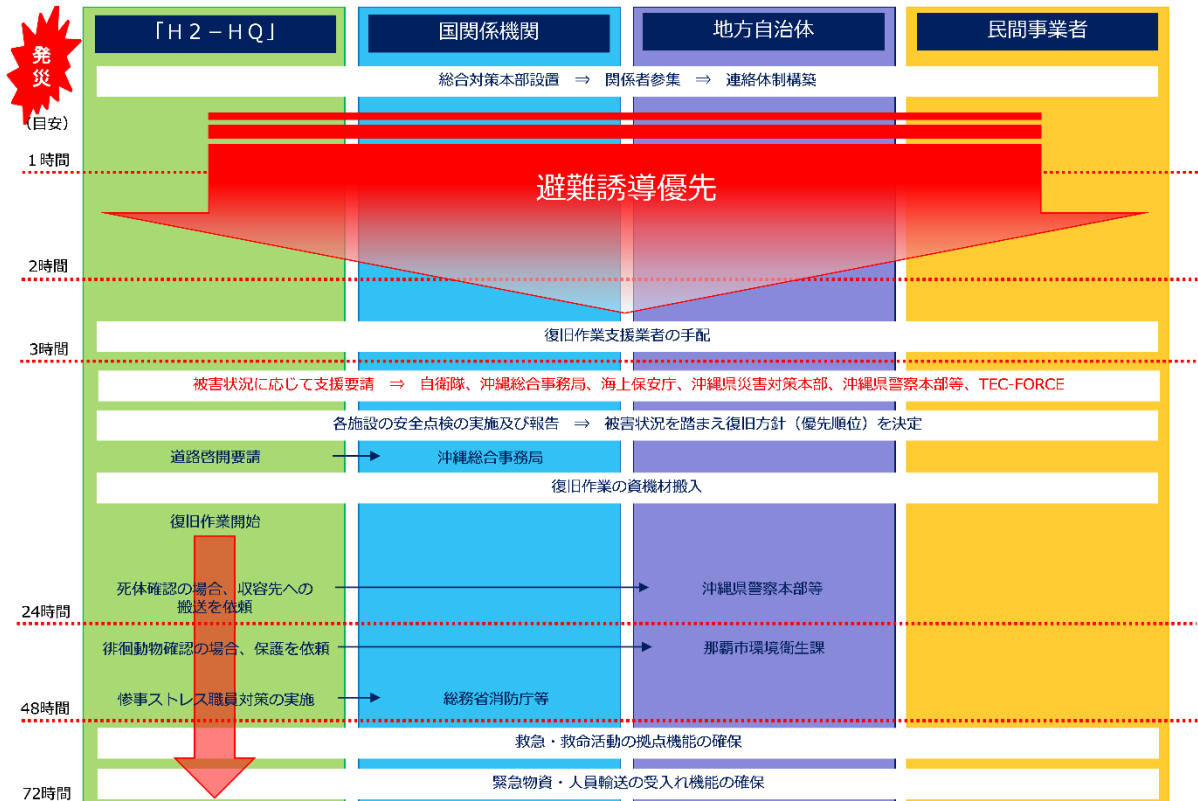 発災
「H2-HQ」
国関係機関
地方自治体
民間事業者
総合対策本部設置 ⇒ 関係者参集 ⇒ 連絡体制構築
(目安)
1時間
避難誘導優先
2時間
復旧作業支援業者の手配
3時間
被害状況に応じて支援要請 ⇒ 自衛隊、沖縄総合事務局、海上保安庁、沖縄県災害対策本部、沖縄県警察本部等、TEC-FORCE
各施設の安全点検の実施及び報告 ⇒ 被害状況を踏まえ復旧方針（優先順位）を決定
道路啓開要請
沖縄総合事務局
復旧作業の資機材搬入
復旧作業開始
死体確認の場合、収容先への
搬送を依頼
沖縄県警察本部等
24時間
徘徊動物確認の場合、保護を依頼
那覇市環境衛生課
惨事ストレス職員対策の実施
総務省消防庁等
48時間
救急・救命活動の拠点機能の確保
緊急物資・人員輸送の受入れ機能の確保
72時間